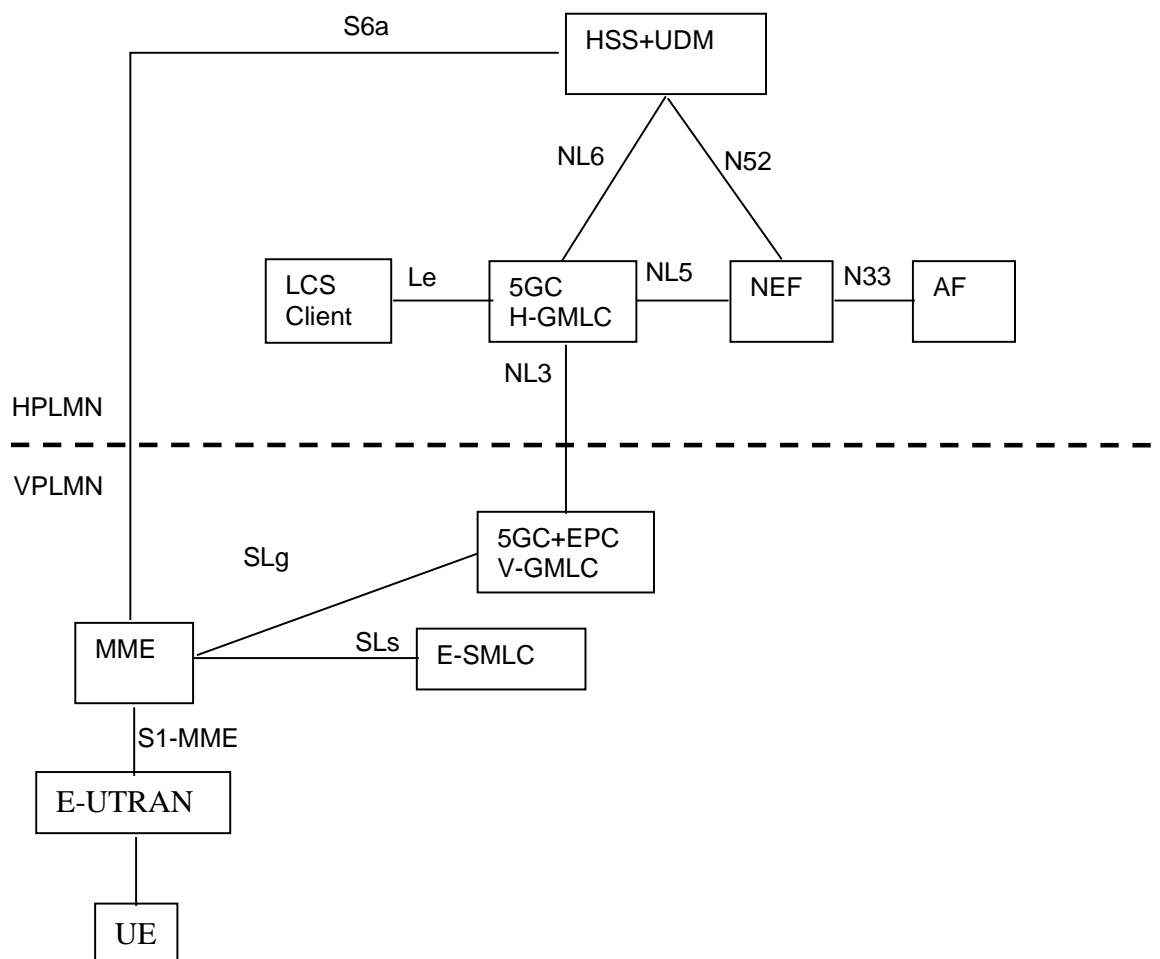 S6a
HSS+UDM
NL6
N52
LCS
Client
Le
5GC
H-GMLC
NL5
NEF
N33
AF
NL3
HPLMN
VPLMN
5GC+EPC
V-GMLC
SLg
MME
SLs
E-SMLC
S1-MME
E-UTRAN
UE